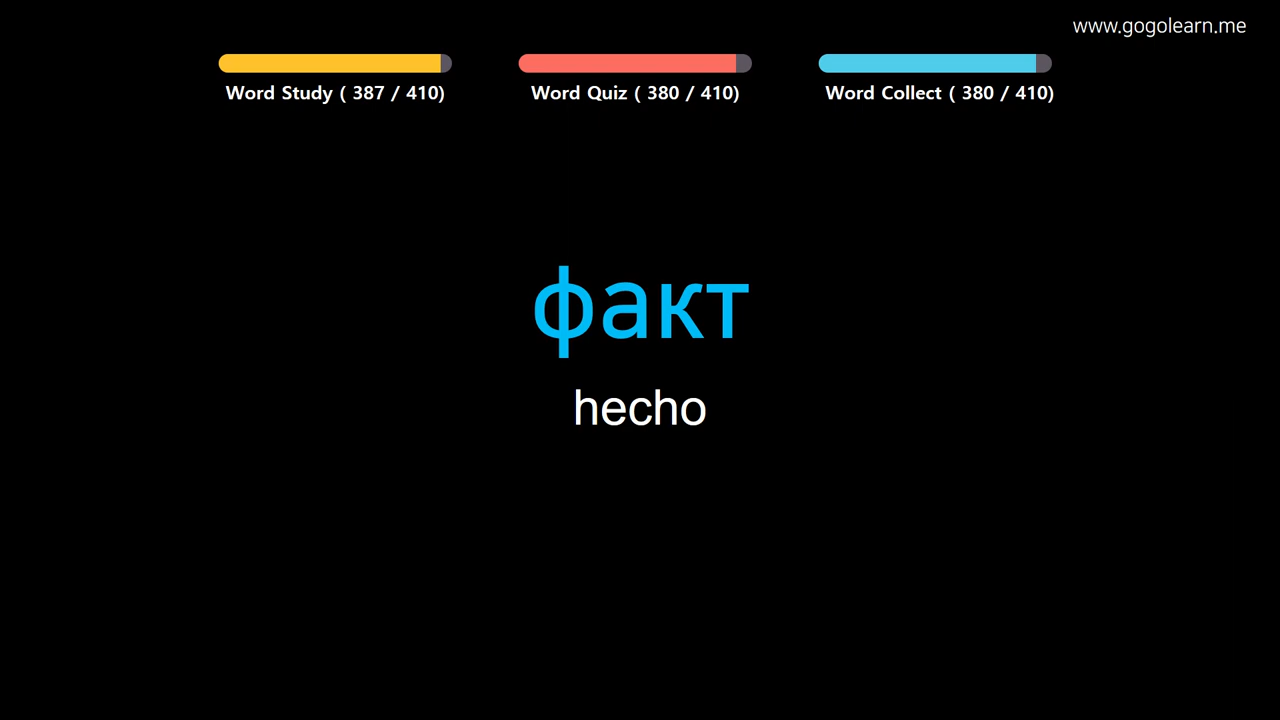 www.gogolearn.me
Word Study ( 387 / 410)
Word Quiz ( 380 / 410)
Word Collect ( 380 / 410)
факт
hecho